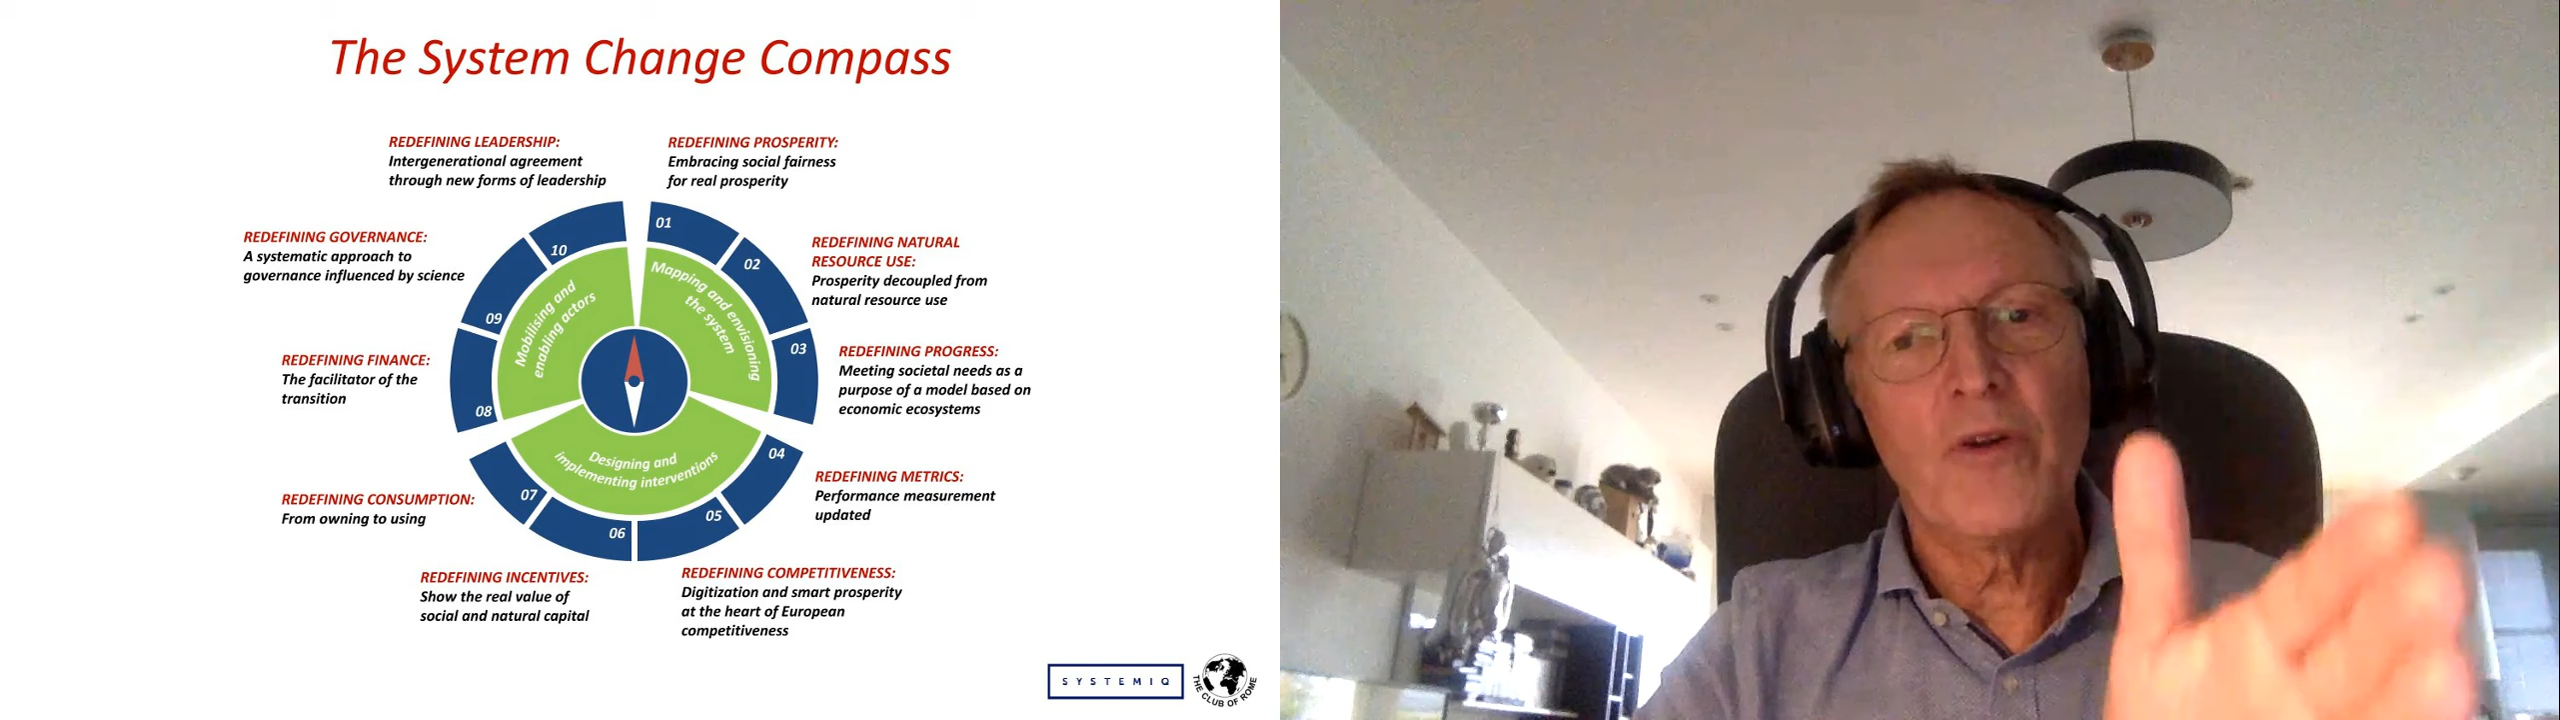 The System Change Compass
REDEFINING LEADERSHIP:
Intergenerational agreement
through new forms of leadership
REDEFINING PROSPERITY:
Embracing social fairness
for real prosperity
REDEFINING GOVERNANCE:
A systematic approach to
governance influenced by science
REDEFINING NATURAL
RESOURCE USE:
Prosperity decoupled from
natural resource use
REDEFINING FINANCE:
The facilitator of the
transition
REDEFINING PROGRESS:
Meeting societal needs as a
purpose of a model based on
economic ecosystems
REDEFINING CONSUMPTION:
From owning to using
REDEFINING METRICS:
Performance measurement
updated
REDEFINING INCENTIVES:
Show the real value of
social and natural capital
REDEFINING COMPETITIVENESS:
Digitization and smart prosperity
at the heart of European
competitiveness
01
02
03
04
05
06
07
08
09
10
Mapping and envisioning
the system
Designing and
implementing interventions
Mobilising and
enabling actors
SYSTEMIQ
THE CLUB OF ROME